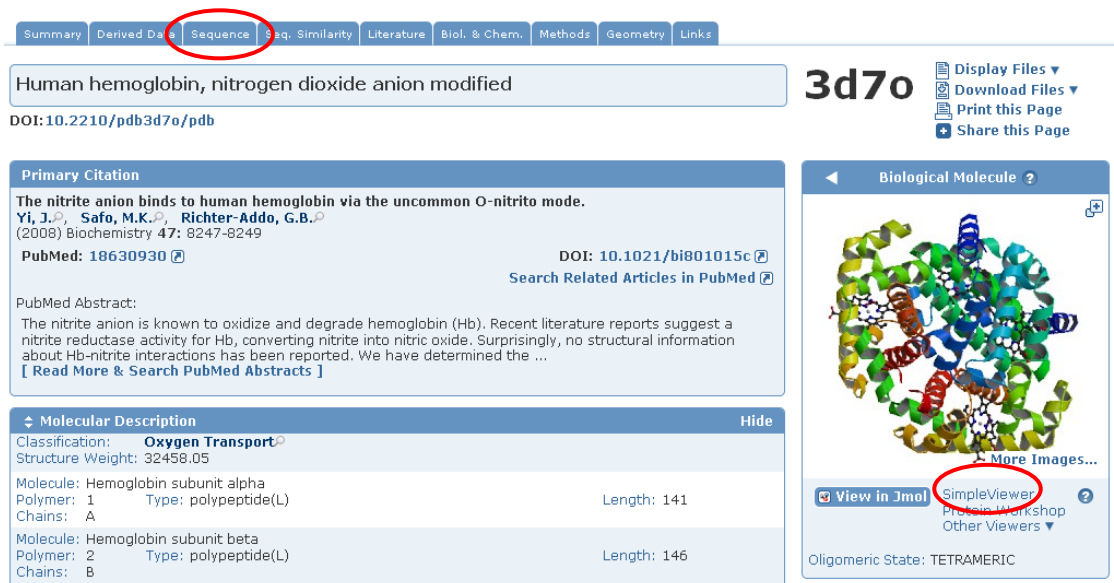 Summary Derived Data Sequence Seq. Similarity Literature Biol. & Chem. Methods Geometry Links
Human hemoglobin, nitrogen dioxide anion modified
DOI:10.2210/pdb3d7o/pdb
3d7o
Display Files ▼
Download Files ▼
Print this Page
Share this Page
Primary Citation
The nitrite anion binds to human hemoglobin via the uncommon O-nitrito mode.
Yi, J., Safo, M.K., Richter-Addo, G.B.
(2008) Biochemistry 47: 8247-8249
PubMed: 18630930 DOI: 10.1021/bi801015c
Search Related Articles in PubMed
PubMed Abstract:
The nitrite anion is known to oxidize and degrade hemoglobin (Hb). Recent literature reports suggest a
nitrite reductase activity for Hb, converting nitrite into nitric oxide. Surprisingly, no structural information
about Hb-nitrite interactions has been reported. We have determined the ...
[ Read More & Search PubMed Abstracts ]
Molecular Description Hide
Classification: Oxygen Transport
Structure Weight: 32458.05
Molecule: Hemoglobin subunit alpha
Polymer: 1 Type: polypeptide(L) Length: 141
Chains: A
Molecule: Hemoglobin subunit beta
Polymer: 2 Type: polypeptide(L) Length: 146
Chains: B
Biological Molecule ?
More Images...
View in Jmol SimpleViewer ?
Protein Workshop
Other Viewers ▼
Oligomeric State: TETRAMERIC